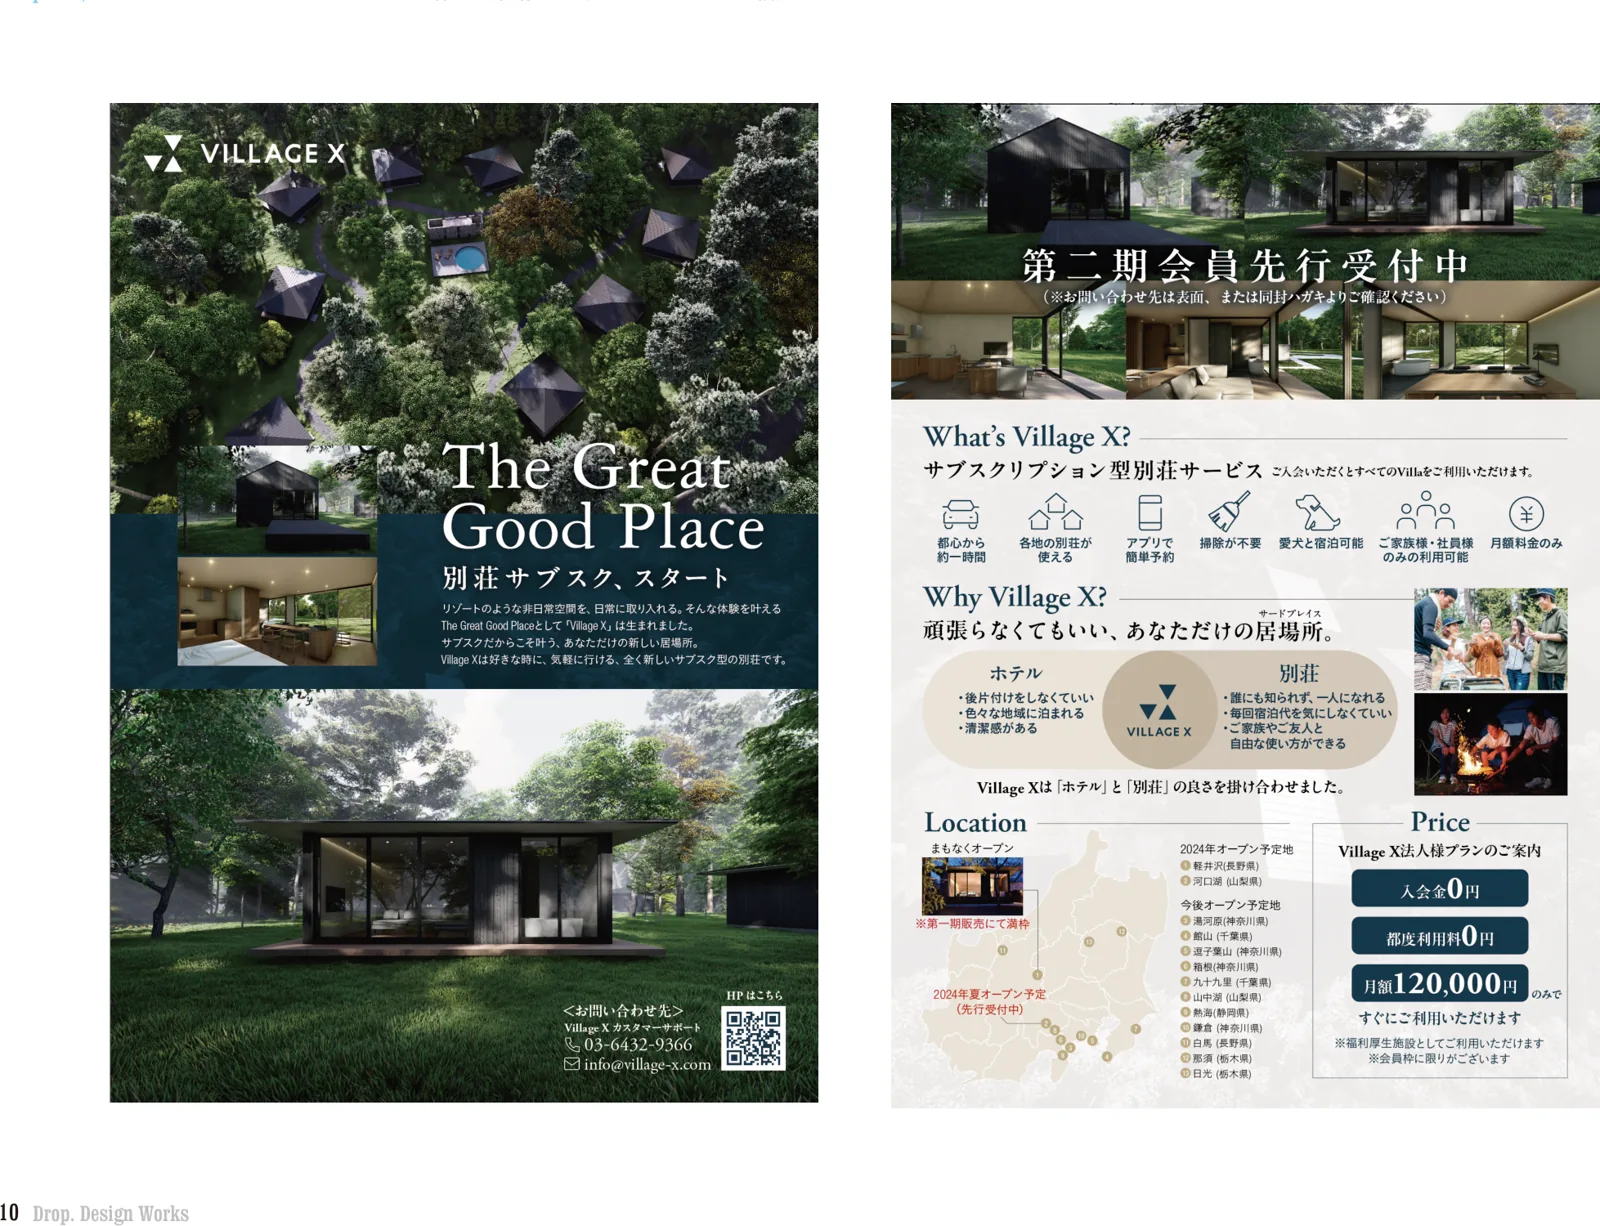 VILLAGE X
The Great
Good Place
別荘サブスク、スタート
リゾートのような非日常空間を、日常に取り入れる。そんな体験を叶える
The Great Good Placeとして「Village X」は生まれました。
サブスクだからこそ叶う、あなただけの新しい居場所。
Village Xは好きな時に、気軽に行ける、全く新しいサブスク型の別荘です。
HP はこちら
<お問い合わせ先>
Village X カスタマーサポート
03-6432-9366
info@village-x.com
第二期会員先行受付中
(※お問い合わせ先は表面、または同封ハガキよりご確認ください)
What's Village X?
サブスクリプション型別荘サービス ご入会いただくとすべてのVillaをご利用いただけます。
都心から
約一時間
各地の別荘が
使える
アプリで
簡単予約
掃除が不要
愛犬と宿泊可能
ご家族様・社員様
のみの利用可能
月額料金のみ
Why Village X?
サードプレイス
頑張らなくてもいい、あなただけの居場所。
ホテル
・後片付けをしなくていい
・色々な地域に泊まれる
・清潔感がある
VILLAGE X
別荘
・誰にも知られず、一人になれる
・毎回宿泊代を気にしなくていい
・ご家族やご友人と
自由な使い方ができる
Village Xは「ホテル」と「別荘」の良さを掛け合わせました。
Location
まもなくオープン
※第一期販売にて満枠
2024年夏オープン予定
(先行受付中)
2024年オープン予定地
1 軽井沢(長野県)
2 河口湖 (山梨県)
今後オープン予定地
3 湯河原(神奈川県)
4 館山 (千葉県)
5 逗子葉山 (神奈川県)
6 箱根(神奈川県)
7 九十九里 (千葉県)
8 山中湖 (山梨県)
9 熱海(静岡県)
10 鎌倉 (神奈川県)
11 白馬 (長野県)
12 那須 (栃木県)
13 日光 (栃木県)
Price
Village X法人様プランのご案内
入会金0円
都度利用料0円
月額120,000円 のみで
すぐにご利用いただけます
※福利厚生施設としてご利用いただけます
※会員枠に限りがございます
10 Drop. Design Works